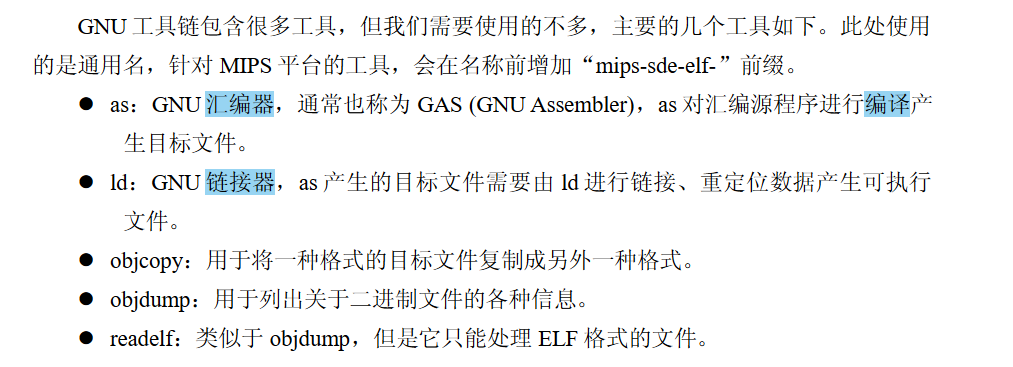 GNU 工具链包含很多工具，但我们需要使用的不多，主要的几个工具如下。此处使用
的是通用名，针对 MIPS 平台的工具，会在名称前增加“mips-sde-elf-”前缀。
● as：GNU 汇编器，通常也称为 GAS (GNU Assembler)，as 对汇编源程序进行编译产
生目标文件。
● ld：GNU 链接器，as 产生的目标文件需要由 ld 进行链接、重定位数据产生可执行
文件。
● objcopy：用于将一种格式的目标文件复制成另外一种格式。
● objdump：用于列出关于二进制文件的各种信息。
● readelf：类似于 objdump，但是它只能处理 ELF 格式的文件。